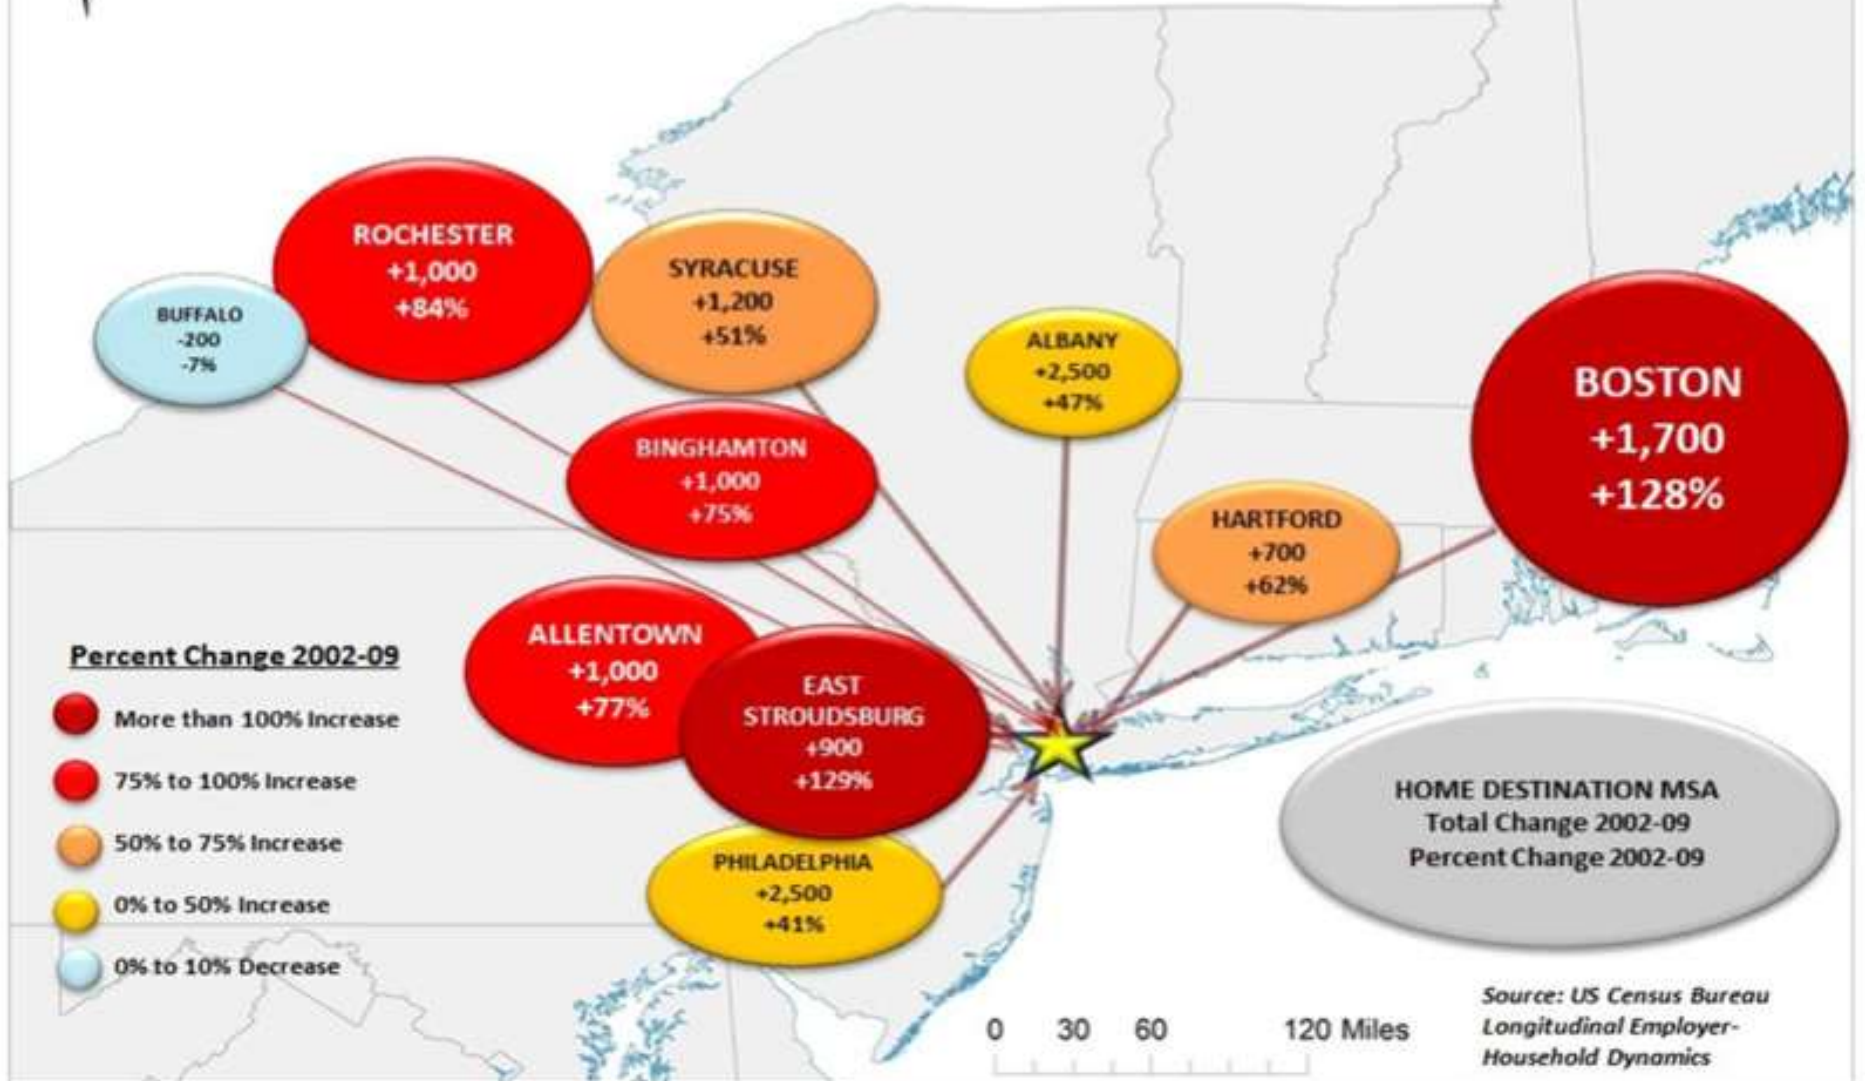 ROCHESTER
+1,000
+84%
SYRACUSE
+1,200
+51%
BUFFALO
-200
-7%
ALBANY
+2,500
+47%
BOSTON
+1,700
+128%
BINGHAMTON
+1,000
+75%
HARTFORD
+700
+62%
ALLENTOWN
+1,000
+77%
EAST
STROUDSBURG
+900
+129%
PHILADELPHIA
+2,500
+41%
Percent Change 2002-09
More than 100% Increase
75% to 100% Increase
50% to 75% Increase
0% to 50% Increase
0% to 10% Decrease
HOME DESTINATION MSA
Total Change 2002-09
Percent Change 2002-09
0 30 60 120 Miles
Source: US Census Bureau
Longitudinal Employer-
Household Dynamics